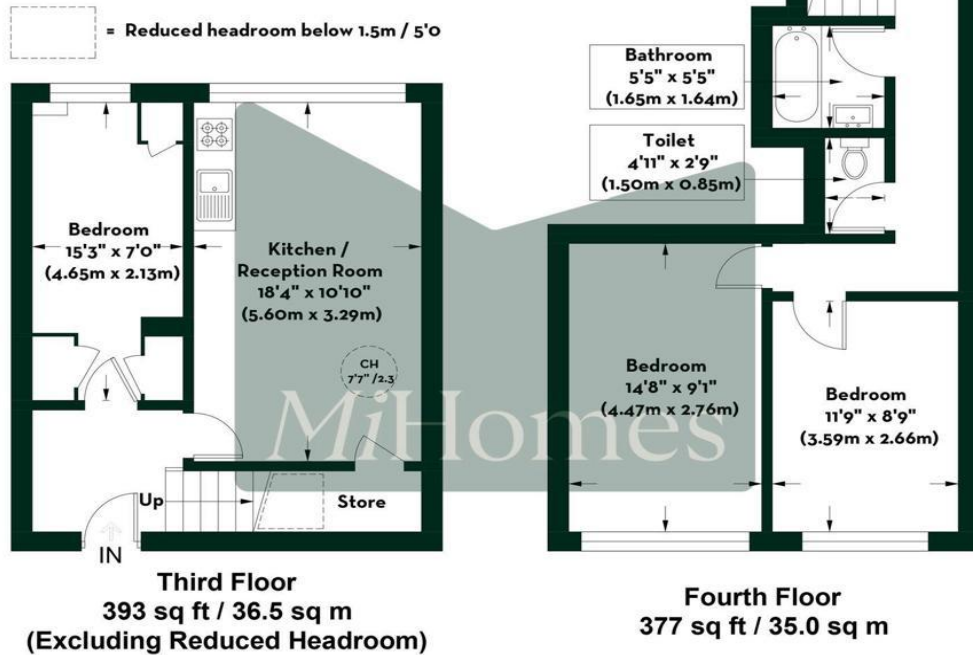 = Reduced headroom below 1.5m / 5'0
Bathroom
5'5" x 5'5"
(1.65m x 1.64m)
Toilet
4'11" x 2'9"
(1.50m x 0.85m)
Bedroom
15'3" x 7'0"
(4.65m x 2.13m)
Kitchen /
Reception Room
18'4" x 10'10"
(5.60m x 3.29m)
CH
7'7" /2.3
Bedroom
14'8" x 9'1"
(4.47m x 2.76m)
Bedroom
11'9" x 8'9"
(3.59m x 2.66m)
MiHomes
Up
Store
IN
Third Floor
393 sq ft / 36.5 sq m
(Excluding Reduced Headroom)
Fourth Floor
377 sq ft / 35.0 sq m